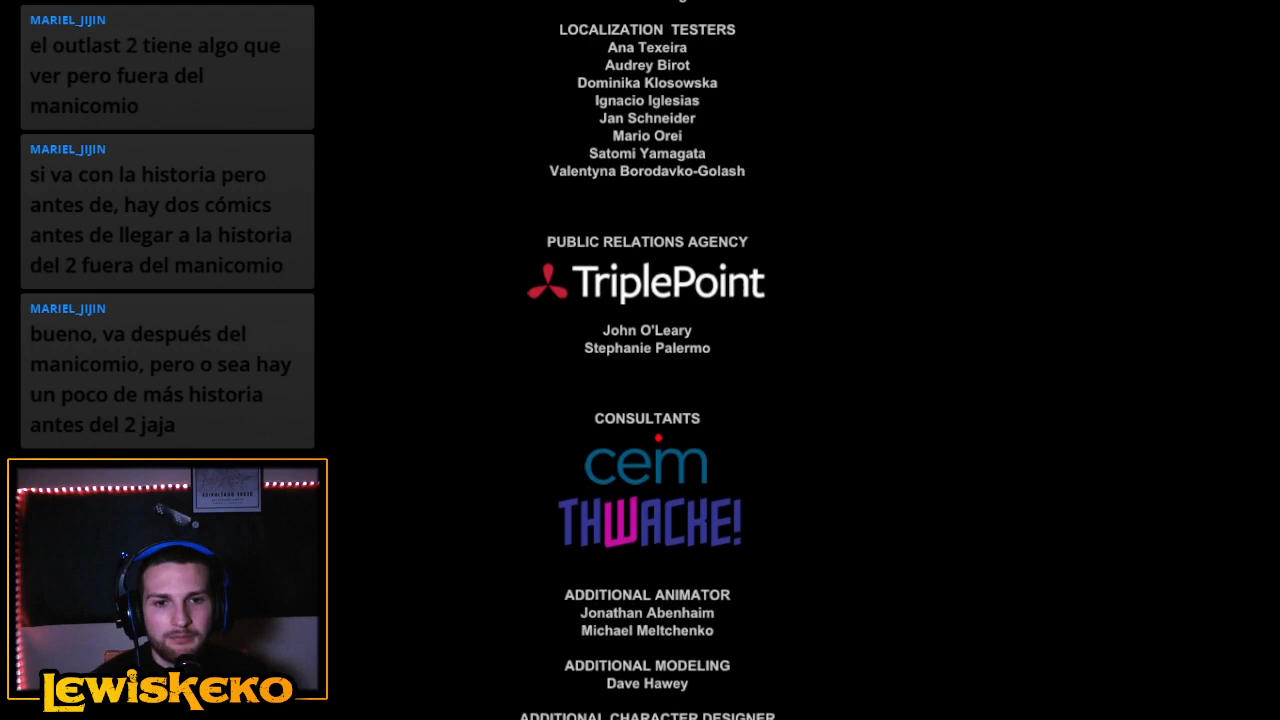 MARIEL_JIJIN
el outlast 2 tiene algo que
ver pero fuera del
manicomio
MARIEL_JIJIN
si va con la historia pero
antes de, hay dos cómics
antes de llegar a la historia
del 2 fuera del manicomio
MARIEL_JIJIN
bueno, va después del
manicomio, pero o sea hay
un poco de más historia
antes del 2 jaja
LEWISKEKO
LOCALIZATION TESTERS
Ana Texeira
Audrey Birot
Dominika Klosowska
Ignacio Iglesias
Jan Schneider
Mario Orei
Satomi Yamagata
Valentyna Borodavko-Golash
PUBLIC RELATIONS AGENCY
TriplePoint
John O'Leary
Stephanie Palermo
CONSULTANTS
ceim
THWACKE!
ADDITIONAL ANIMATOR
Jonathan Abenhaim
Michael Meltchenko
ADDITIONAL MODELING
Dave Hawey
ADDITIONAL CHARACTER DESIGNER